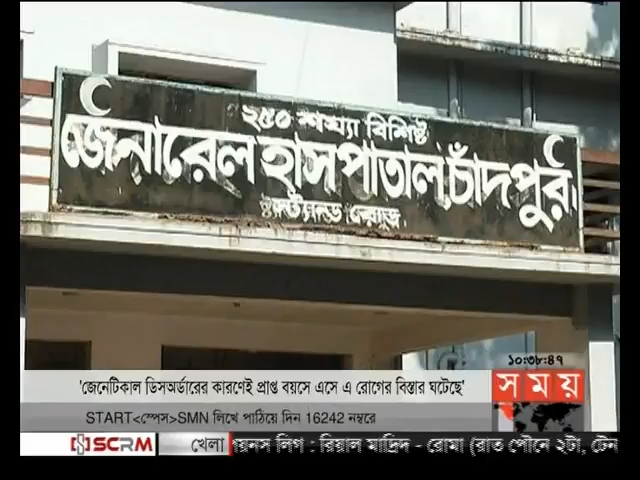 ২৫০ শয্যা বিশিষ্ট
জেনারেল হাসপাতাল, চাঁদপুর।
স্ট্র্যান্ড রোড।
১০:৩৮:৪৭
'জেনেটিকাল ডিসঅর্ডারের কারণেই প্রাপ্ত বয়সে এসে এ রোগের বিস্তার ঘটেছে'
সময়
START<স্পেস>SMN লিখে পাঠিয়ে দিন 16242 নম্বরে
SCRM খেলা য়নস লিগ : রিয়াল মাদ্রিদ - রোমা (রাত পৌনে ২টা, টেন